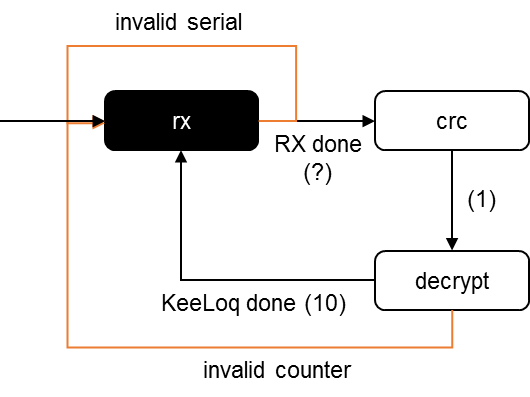 invalid serial
rx
crc
RX done
(?)
(1)
decrypt
KeeLoq done (10)
invalid counter